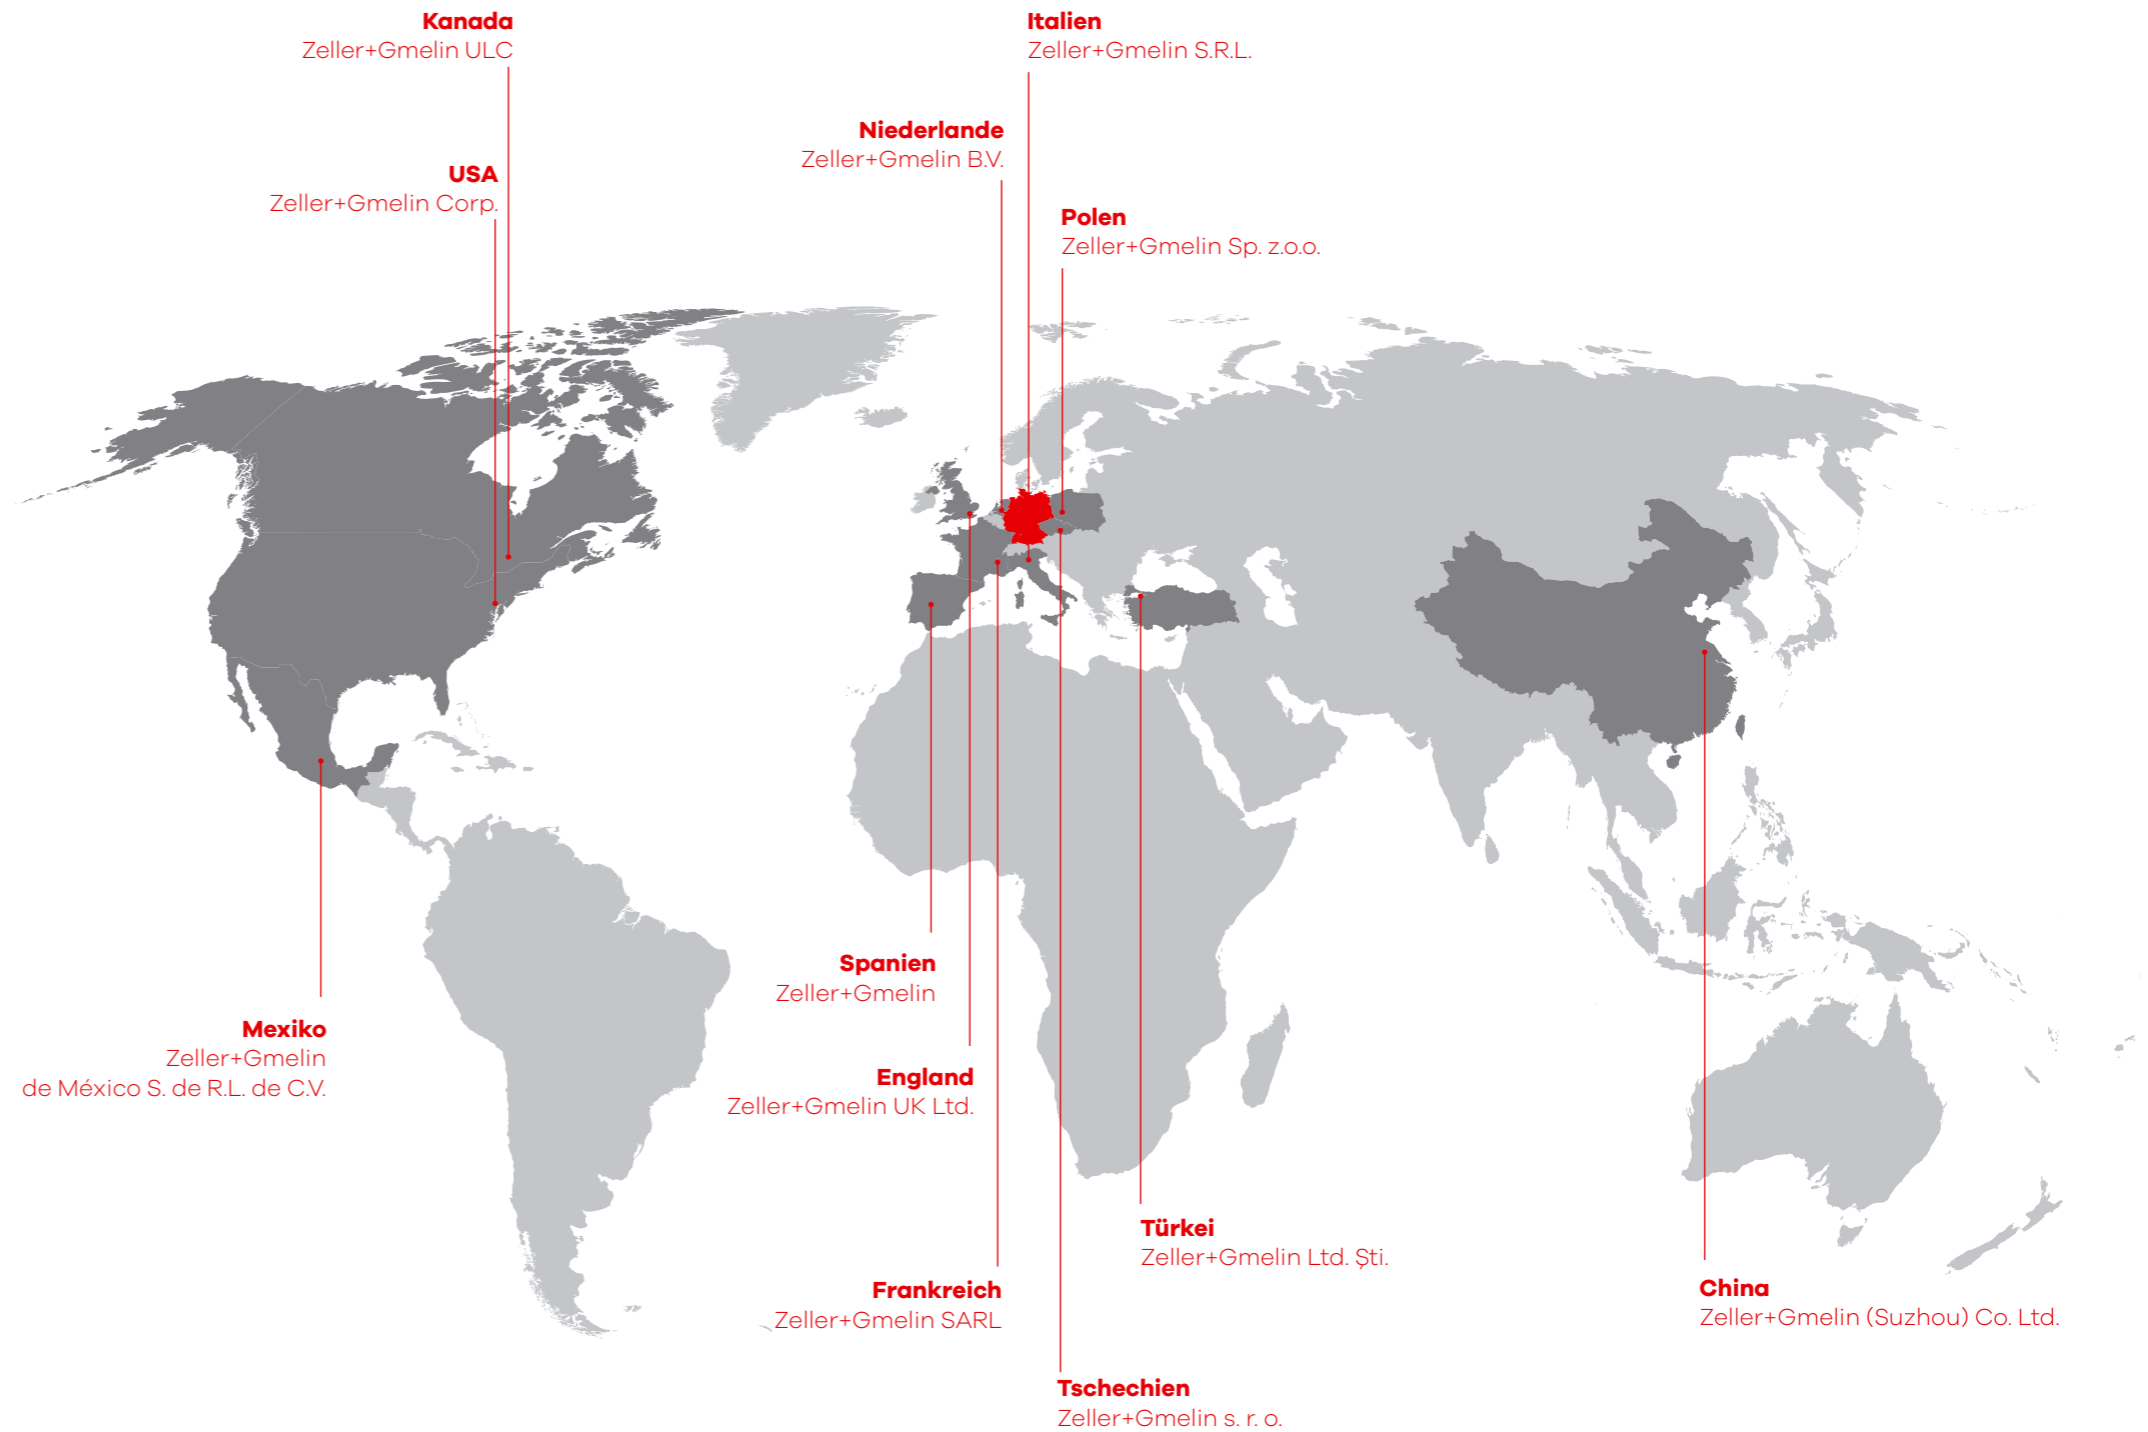 Kanada
Zeller+Gmelin ULC
Italien
Zeller+Gmelin S.R.L.
Niederlande
Zeller+Gmelin B.V.
USA
Zeller+Gmelin Corp.
Polen
Zeller+Gmelin Sp. z.o.o.
Spanien
Zeller+Gmelin
Mexiko
Zeller+Gmelin
de México S. de R.L. de C.V.
England
Zeller+Gmelin UK Ltd.
Türkei
Zeller+Gmelin Ltd. Şti.
Frankreich
Zeller+Gmelin SARL
China
Zeller+Gmelin (Suzhou) Co. Ltd.
Tschechien
Zeller+Gmelin s. r. o.